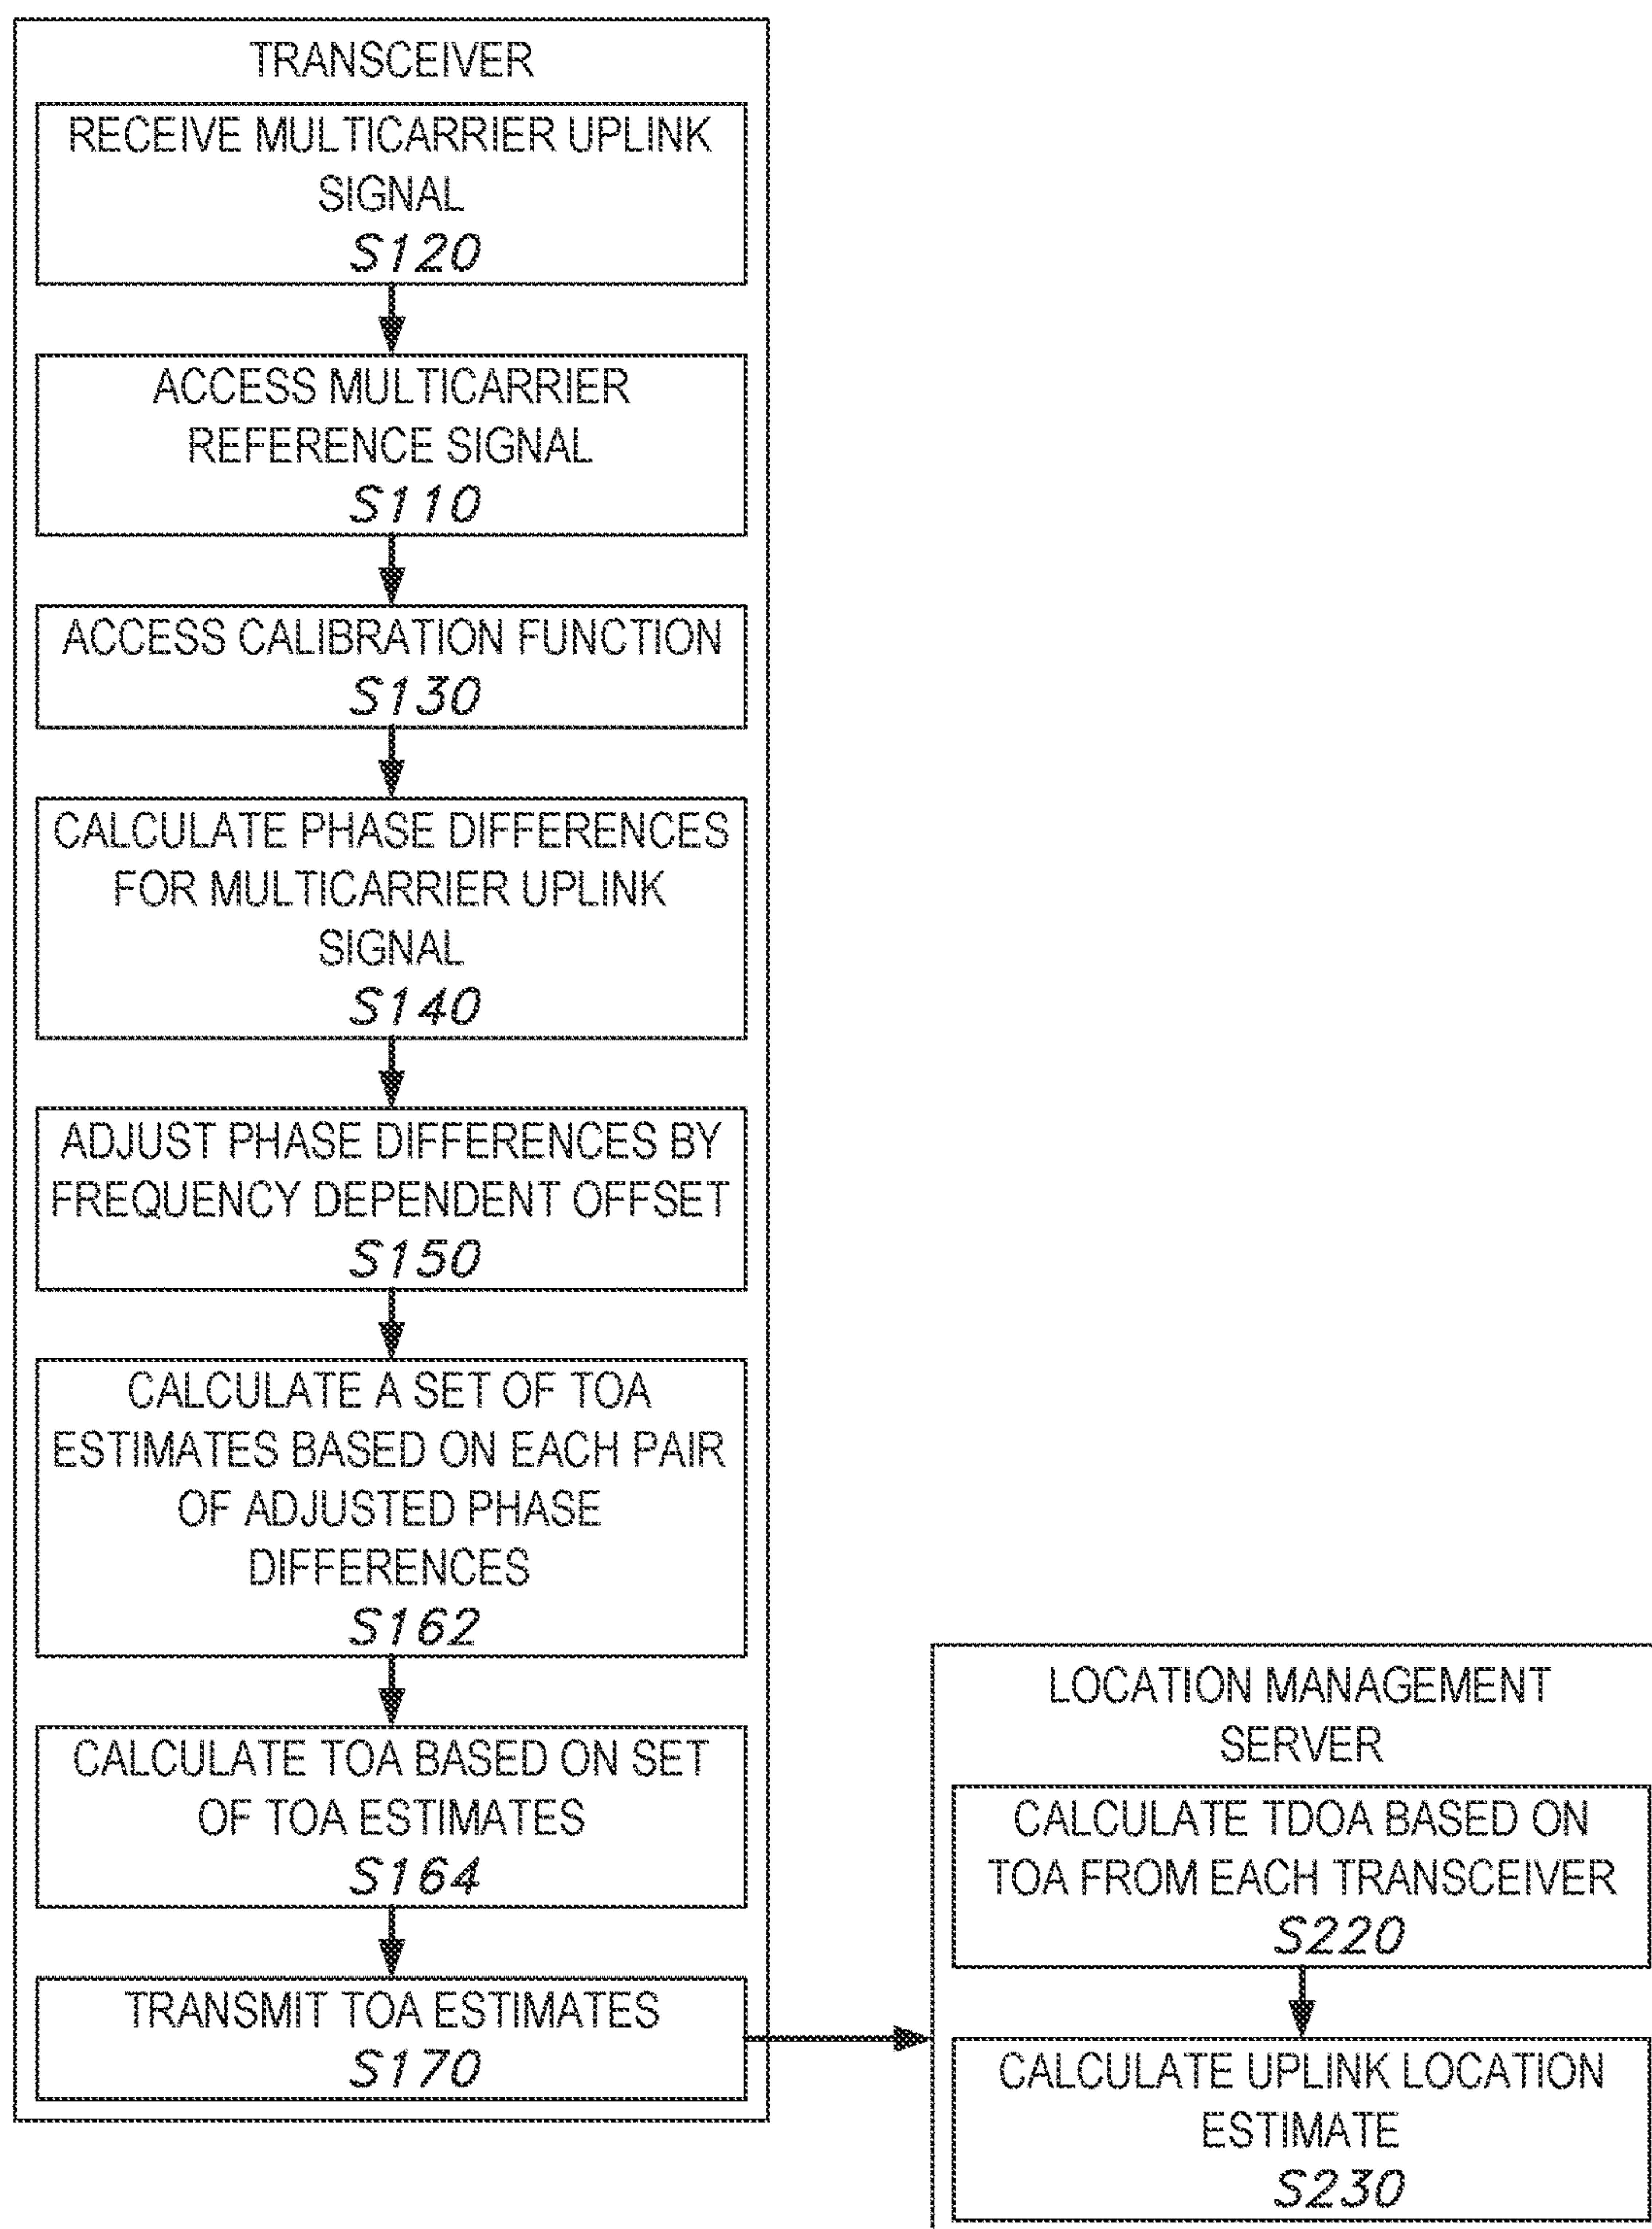 TRANSCEIVER
RECEIVE MULTICARRIER UPLINK
SIGNAL
S120
ACCESS MULTICARRIER
REFERENCE SIGNAL
S110
ACCESS CALIBRATION FUNCTION
S130
CALCULATE PHASE DIFFERENCES
FOR MULTICARRIER UPLINK
SIGNAL
S140
ADJUST PHASE DIFFERENCES BY
FREQUENCY DEPENDENT OFFSET
S150
CALCULATE A SET OF TOA
ESTIMATES BASED ON EACH PAIR
OF ADJUSTED PHASE
DIFFERENCES
S162
CALCULATE TOA BASED ON SET
OF TOA ESTIMATES
S164
TRANSMIT TOA ESTIMATES
S170
LOCATION MANAGEMENT
SERVER
CALCULATE TDOA BASED ON
TOA FROM EACH TRANSCEIVER
S220
CALCULATE UPLINK LOCATION
ESTIMATE
S230